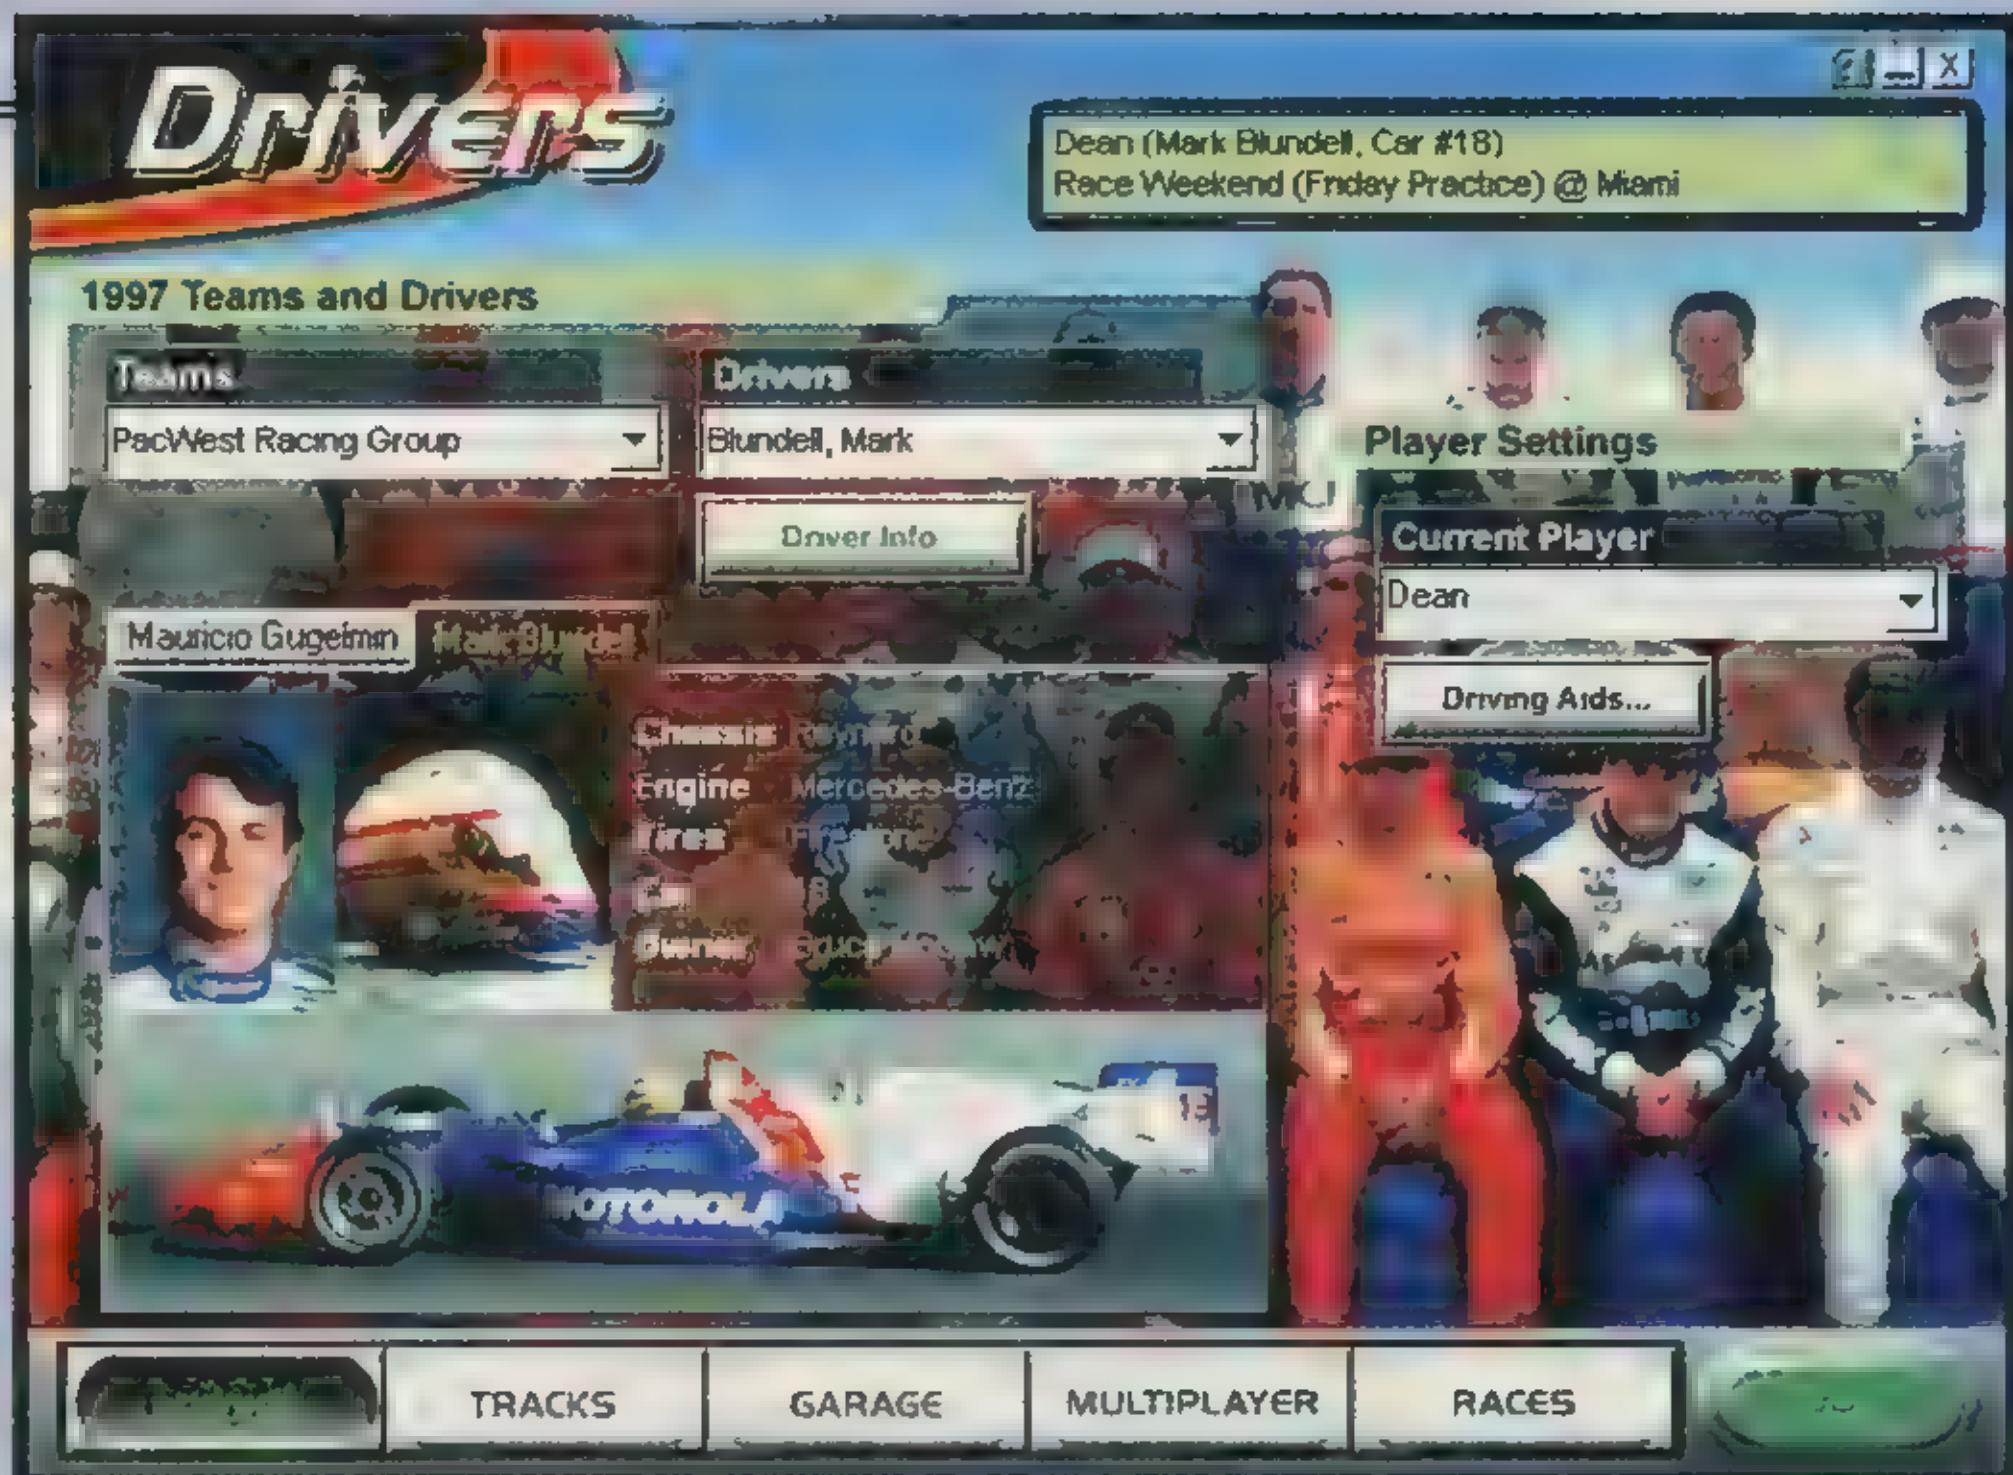 Drivers
Dean (Mark Blundell, Car #18)
Race Weekend (Friday Practice) @ Miami
1997 Teams and Drivers
Teams
Drivers
PacWest Racing Group
Blundell, Mark
Player Settings
Driver Info
Current Player
Dean
Mauricio Gugelmin
Mark Blundell
Driving Aids...
Chassis
Engine Mercedes-Benz
Tires Firestone
MOTOROLA
TRACKS
GARAGE
MULTIPLAYER
RACES